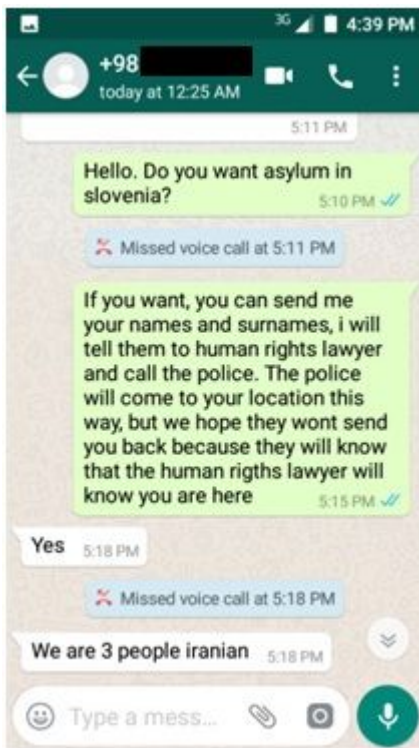 3G 4:39 PM
+98
today at 12:25 AM
5:11 PM
Hello. Do you want asylum in
slovenia?
5:10 PM
Missed voice call at 5:11 PM
If you want, you can send me
your names and surnames, i will
tell them to human rights lawyer
and call the police. The police
will come to your location this
way, but we hope they wont send
you back because they will know
that the human rigths lawyer will
know you are here
5:15 PM
Yes 5:18 PM
Missed voice call at 5:18 PM
We are 3 people iranian 5:18 PM
Type a mess...